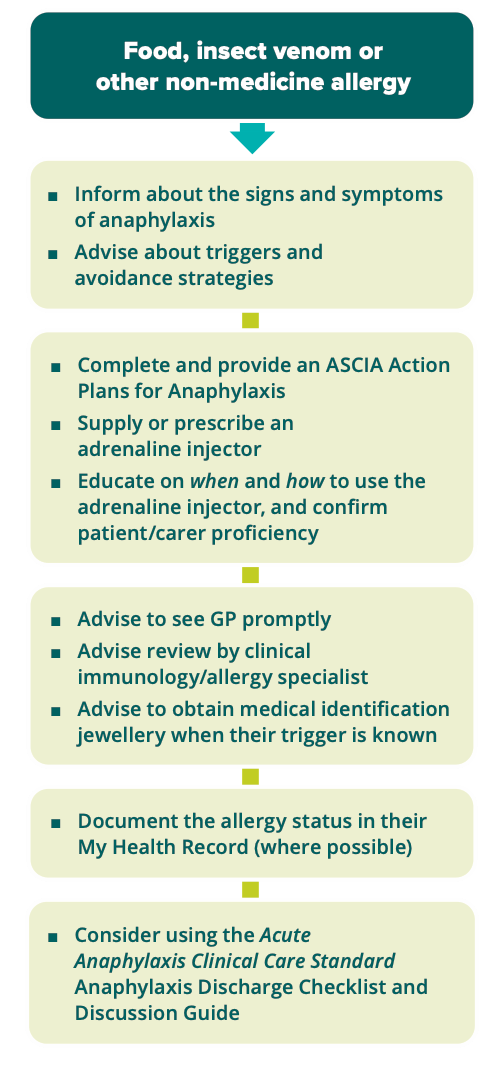 Food, insect venom or
other non-medicine allergy
▪ Inform about the signs and symptoms
of anaphylaxis
▪ Advise about triggers and
avoidance strategies
▪ Complete and provide an ASCIA Action
Plans for Anaphylaxis
▪ Supply or prescribe an
adrenaline injector
▪ Educate on when and how to use the
adrenaline injector, and confirm
patient/carer proficiency
▪ Advise to see GP promptly
▪ Advise review by clinical
immunology/allergy specialist
▪ Advise to obtain medical identification
jewellery when their trigger is known
▪ Document the allergy status in their
My Health Record (where possible)
▪ Consider using the Acute
Anaphylaxis Clinical Care Standard
Anaphylaxis Discharge Checklist and
Discussion Guide